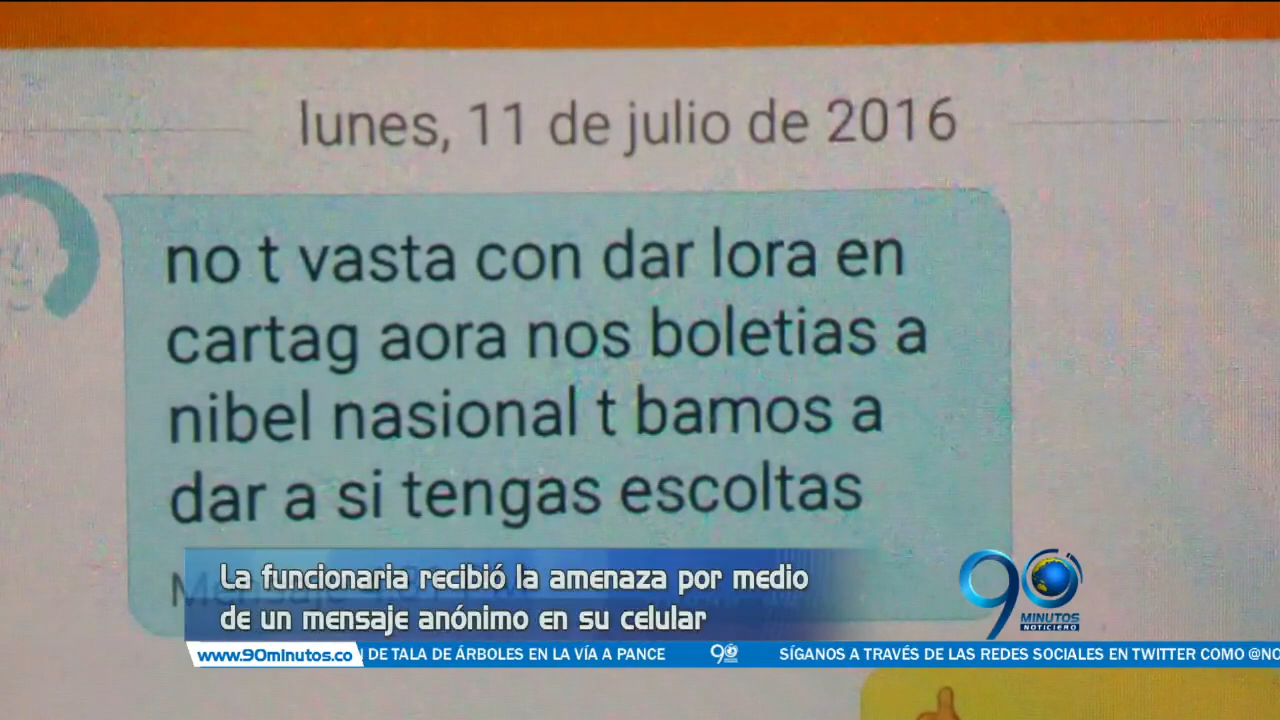 lunes, 11 de julio de 2016
no t vasta con dar lora en
cartag aora nos boletias a
nibel nasional t bamos a
dar a si tengas escoltas
La funcionaria recibió la amenaza por medio
de un mensaje anónimo en su celular
90
MINUTOS
NOTICIERO
www.90minutos.co
DE TALA DE ÁRBOLES EN LA VÍA A PANCE
90
SÍGANOS A TRAVÉS DE LAS REDES SOCIALES EN TWITTER COMO @NO